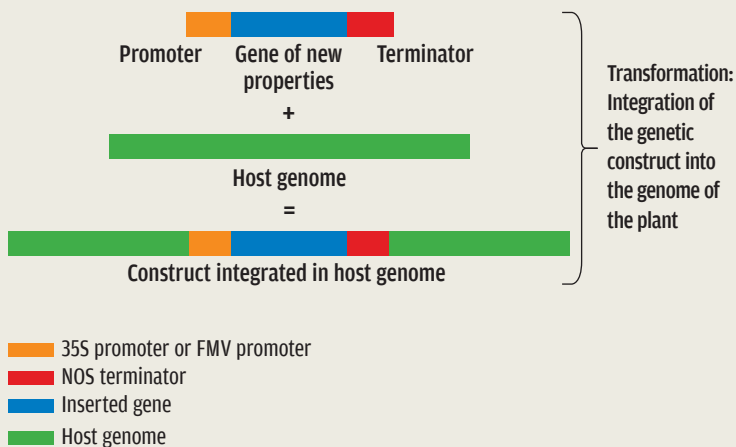 Promoter
Gene of new
properties
Terminator
+
Host genome
=
Construct integrated in host genome
Transformation:
Integration of
the genetic
construct into
the genome of
the plant
35S promoter or FMV promoter
NOS terminator
Inserted gene
Host genome